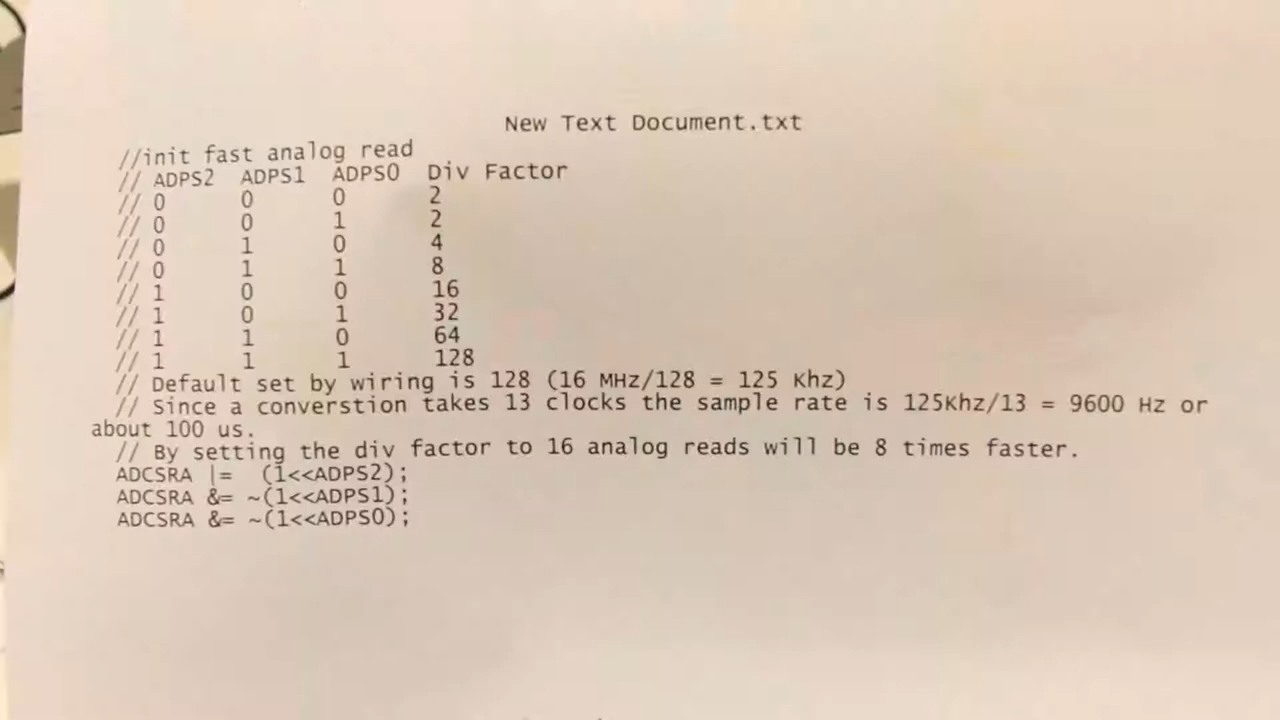 New Text Document.txt
//init fast analog read
// ADPS2 ADPS1 ADPS0 Div Factor
// 0 0 0 2
// 0 0 1 2
// 0 1 0 4
// 0 1 1 8
// 1 0 0 16
// 1 0 1 32
// 1 1 0 64
// 1 1 1 128
// Default set by wiring is 128 (16 MHz/128 = 125 Khz)
// Since a converstion takes 13 clocks the sample rate is 125Khz/13 = 9600 Hz or
about 100 us.
// By setting the div factor to 16 analog reads will be 8 times faster.
ADCSRA |= (1<<ADPS2);
ADCSRA &= ~(1<<ADPS1);
ADCSRA &= ~(1<<ADPS0);